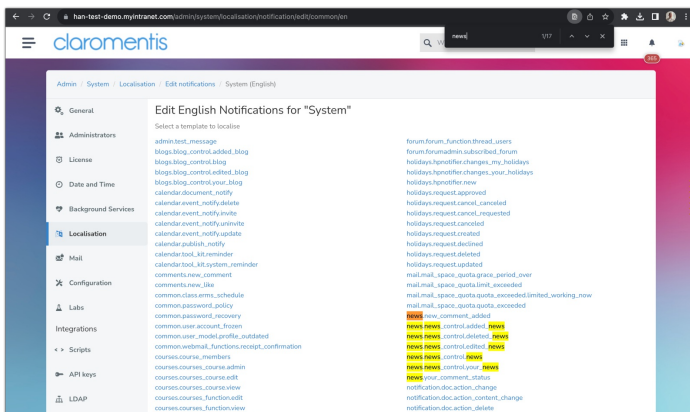 han-test-demo.myintranet.com/admin/system/localisation/notification/edit/common/en
news 1/17
claromentis
365
Admin / System / Localisation / Edit notifications / System (English)
General
Administrators
License
Date and Time
Background Services
Localisation
Mail
Configuration
Labs
Integrations
Scripts
API keys
LDAP
Edit English Notifications for "System"
Select a template to localise
admin.test_message
blogs.blog_control.added_blog
blogs.blog_control.blog
blogs.blog_control.edited_blog
blogs.blog_control.your_blog
calendar.document_notify
calendar.event_notify.delete
calendar.event_notify.invite
calendar.event_notify.uninvite
calendar.event_notify.update
calendar.publish_notify
calendar.tool_kit.reminder
calendar.tool_kit.system_reminder
comments.new_comment
comments.new_like
common.class.erms_schedule
common.password_policy
common.password_recovery
common.user.account_frozen
common.user_model.profile_outdated
common.webmail_functions.receipt_confirmation
courses.course_members
courses.courses_course.admin
courses.courses_course.edit
courses.courses_course.view
courses.courses_function.edit
courses.courses_function.view
forum.forum_function.thread_users
forum.forumadmin.subscribed_forum
holidays.hpnotifier.changes_my_holidays
holidays.hpnotifier.changes_your_holidays
holidays.hpnotifier.new
holidays.request.approved
holidays.request.cancel_canceled
holidays.request.cancel_requested
holidays.request.canceled
holidays.request.created
holidays.request.declined
holidays.request.deleted
holidays.request.updated
mail.mail_space_quota.grace_period_over
mail.mail_space_quota.limit_exceeded
mail.mail_space_quota.quota_exceeded.limited_working_now
mail.mail_space_quota.quota_exceeded
news.new_comment_added
news.news_control.added_news
news.news_control.deleted_news
news.news_control.edited_news
news.news_control.news
news.news_control.your_news
news.your_comment_status
notification.doc.action_change
notification.doc.action_content_change
notification.doc.action_delete